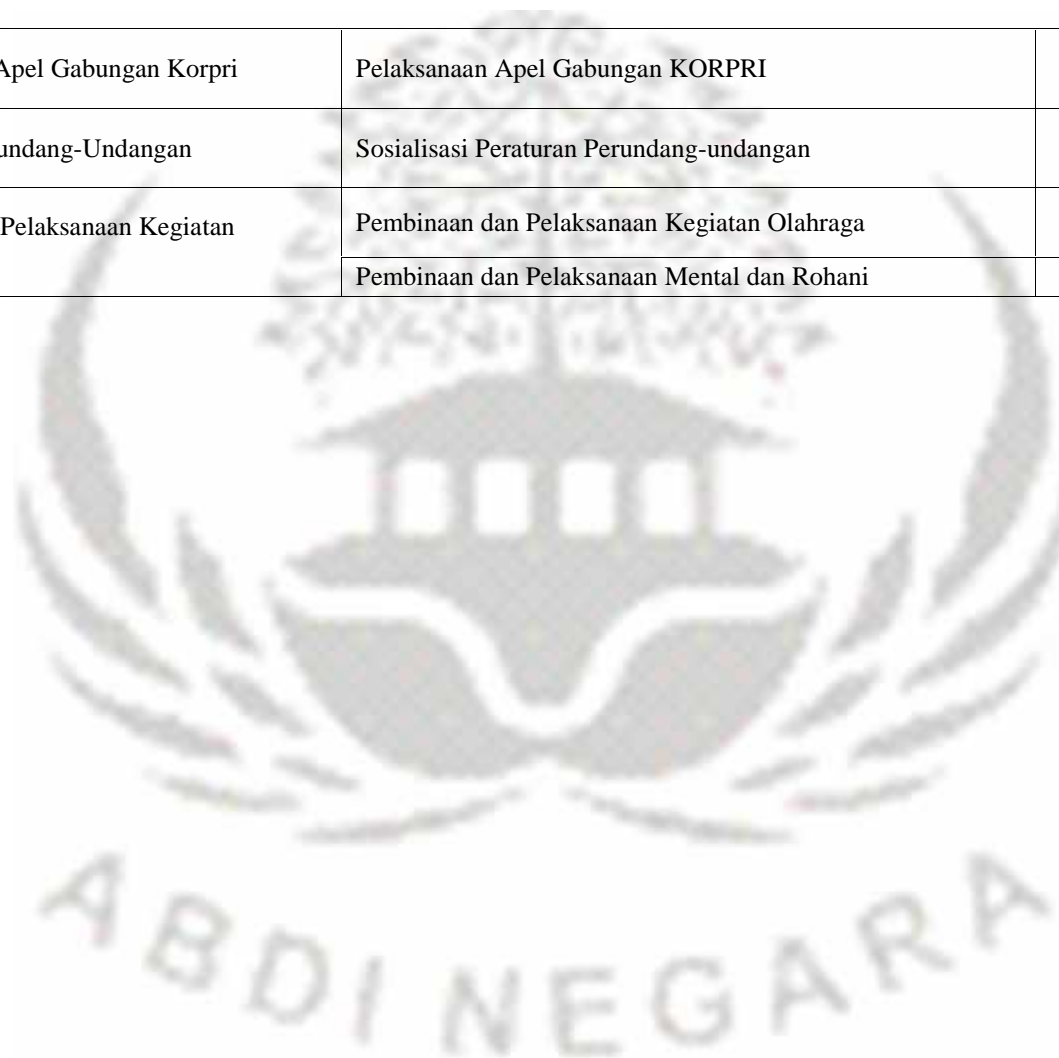 Apel Gabungan Korpri
Pelaksanaan Apel Gabungan KORPRI
undang-Undangan
Sosialisasi Peraturan Perundang-undangan
Pelaksanaan Kegiatan
Pembinaan dan Pelaksanaan Kegiatan Olahraga
Pembinaan dan Pelaksanaan Mental dan Rohani
ABDI NEGARA